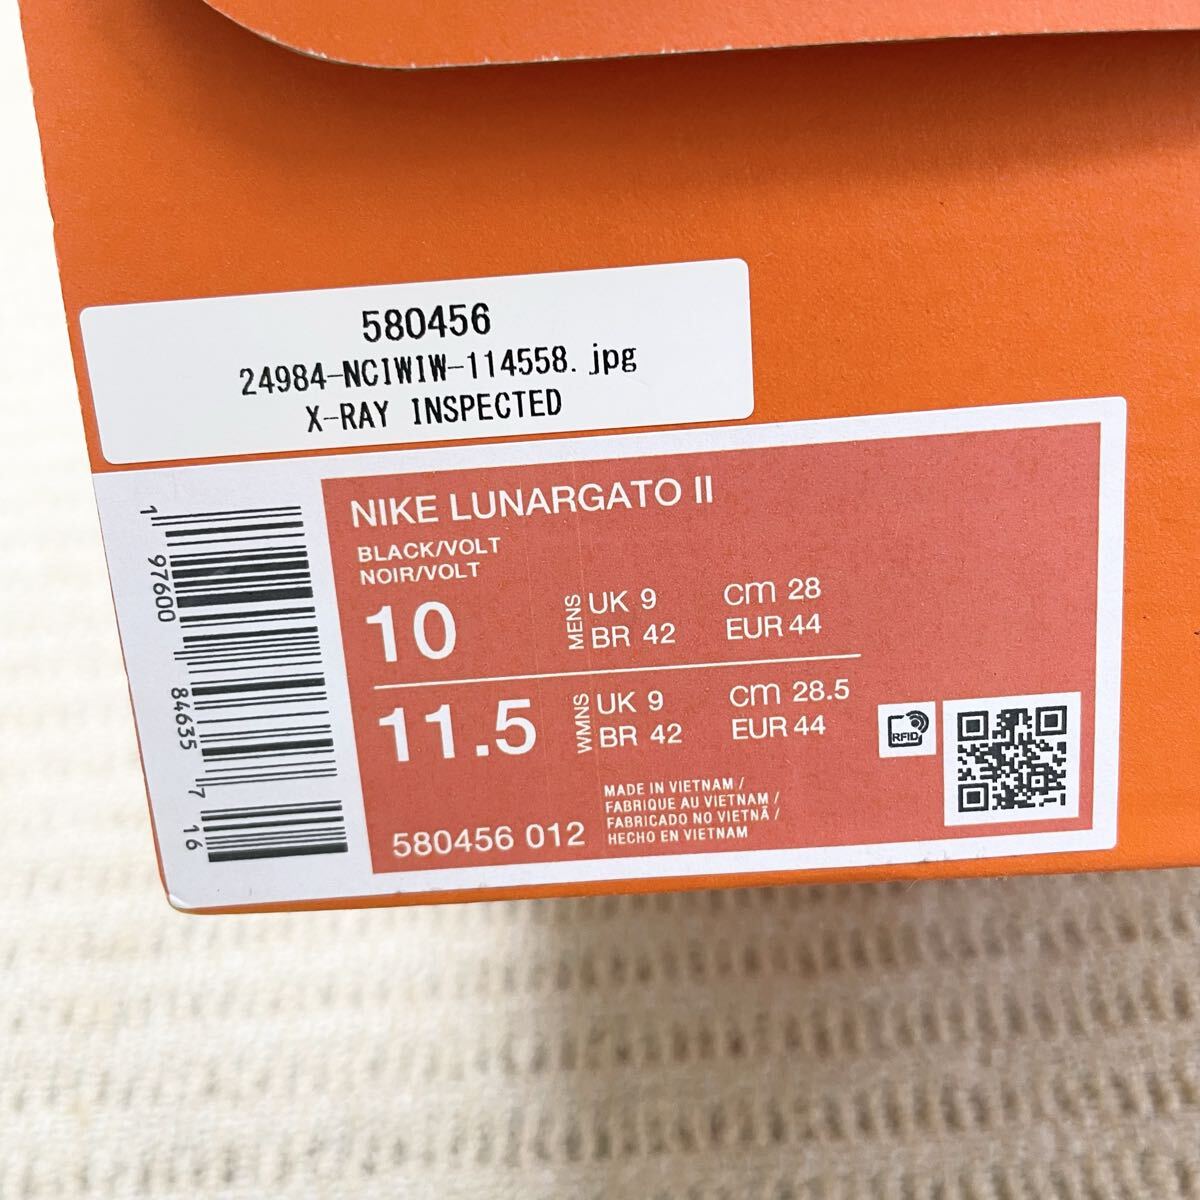 580456
24984-NCIWIW-114558.jpg
X-RAY INSPECTED
NIKE LUNARGATO II
BLACK/VOLT
NOIR/VOLT
10
MENS
UK 9
cm 28
BR 42
EUR 44
11.5
WMNS
UK 9
cm 28.5
BR 42
EUR 44
RFID
MADE IN VIETNAM /
FABRIQUE AU VIETNAM /
FABRICADO NO VIETNÃ /
HECHO EN VIETNAM
580456 012
1 97600 84635 7 16